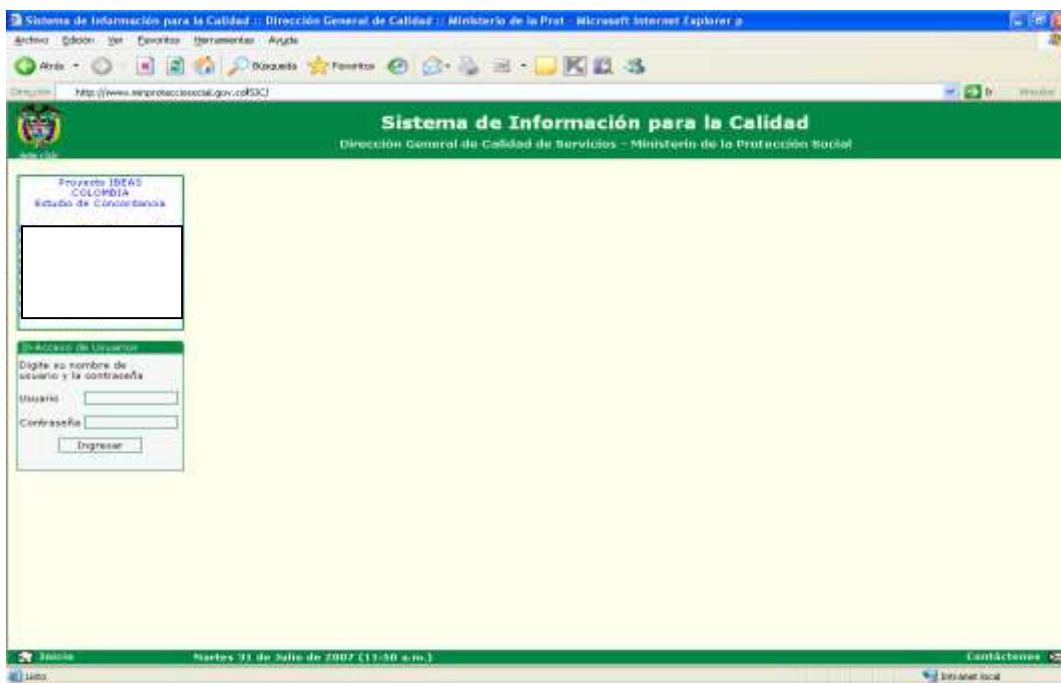 Sistema de Información para la Calidad :: Dirección General de Calidad :: Ministerio de la Prot - Microsoft Internet Explorer p
Archivo Edición Ver Favoritos Herramientas Ayuda
Atrás Búsqueda Favoritos
Dirección http://www.minproteccionsocial.gov.co/SIC/
Sistema de Información para la Calidad
Dirección General de Calidad de Servicios - Ministerio de la Protección Social
Proyecto IBEAS
COLOMBIA
Estudio de Concordancia
Acceso de Usuarios
Digite su nombre de
usuario y la contraseña
Usuario
Contraseña
Ingresar
Inicio Martes 31 de Julio de 2007 (11:50 a.m.) Contáctenos
Listo Intranet local